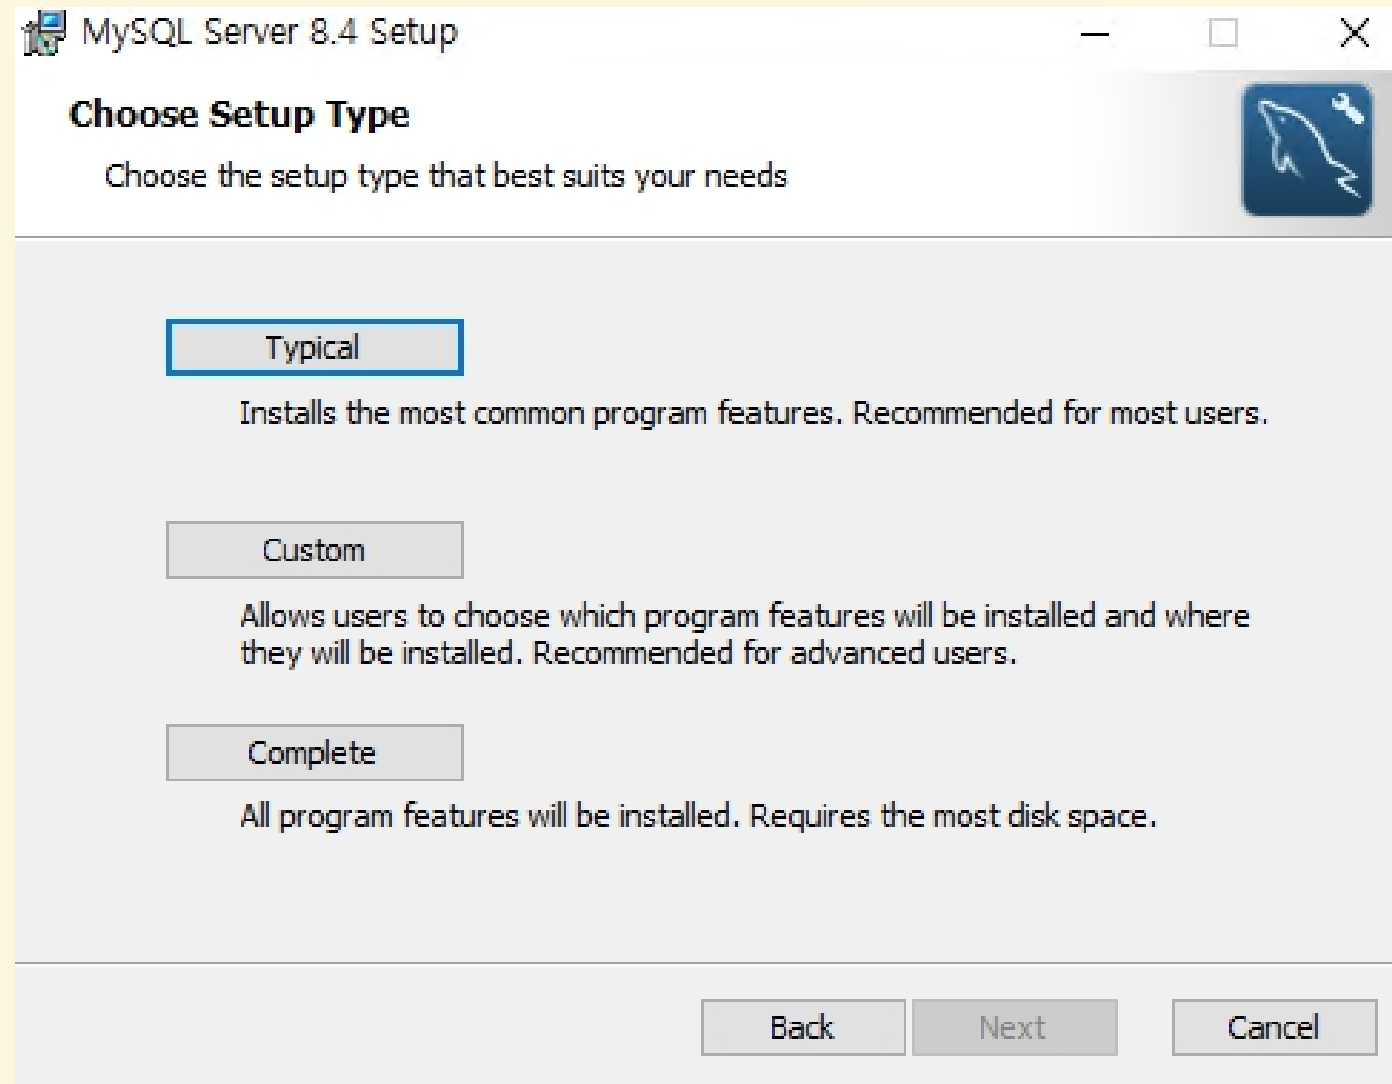 MySQL Server 8.4 Setup
Choose Setup Type
Choose the setup type that best suits your needs
Typical
Installs the most common program features. Recommended for most users.
Custom
Allows users to choose which program features will be installed and where
they will be installed. Recommended for advanced users.
Complete
All program features will be installed. Requires the most disk space.
Back
Next
Cancel